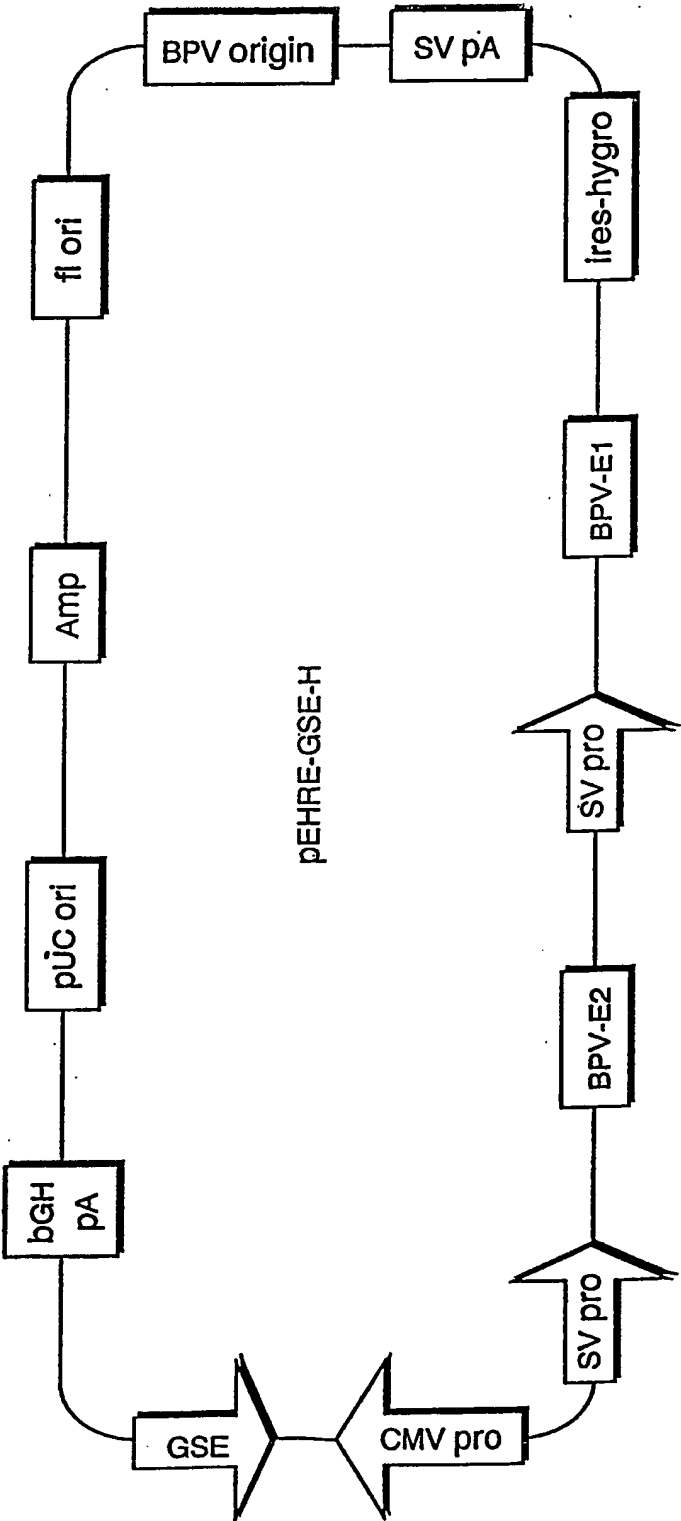 BPV origin
SV pA
ires-hygro
BPV-E1
SV pro
BPV-E2
SV pro
CMV pro
GSE
bGH
pA
pUC ori
Amp
fl ori
pEHRE-GSE-H